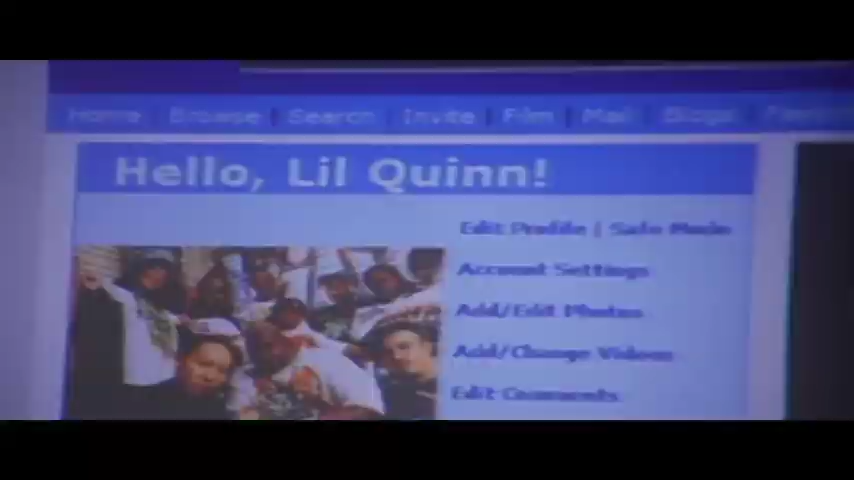 Home | Browse | Search | Invite | Film | Mail | Blogs |
Hello, Lil Quinn!
Edit Profile | Safe Mode
Account Settings
Add/Edit Photos
Add/Change Videos
Edit Comments